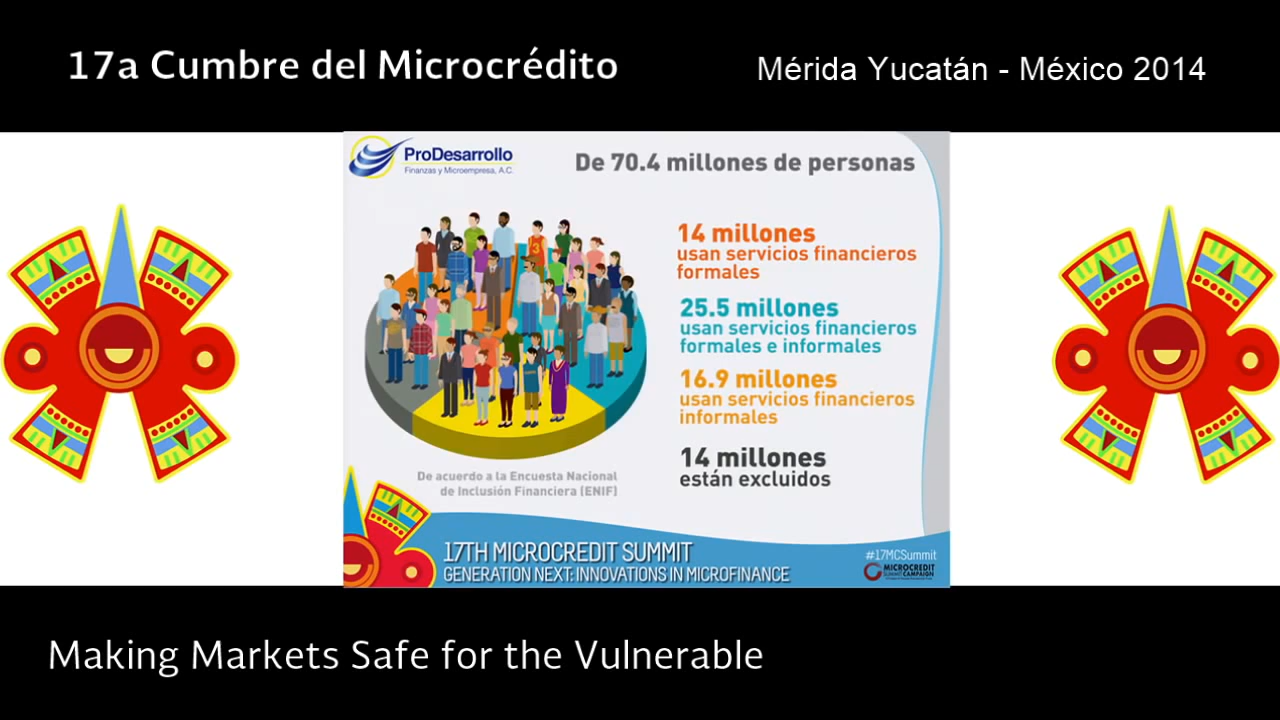 17a Cumbre del Microcrédito
Mérida Yucatán - México 2014
ProDesarrollo
Finanzas y Microempresa, A.C.
De 70.4 millones de personas
14 millones
usan servicios financieros
formales
25.5 millones
usan servicios financieros
formales e informales
16.9 millones
usan servicios financieros
informales
14 millones
están excluidos
De acuerdo a la Encuesta Nacional
de Inclusión Financiera (ENIF)
17TH MICROCREDIT SUMMIT
GENERATION NEXT: INNOVATIONS IN MICROFINANCE
#17MCSummit
MICROCREDIT
SUMMIT CAMPAIGN
Making Markets Safe for the Vulnerable